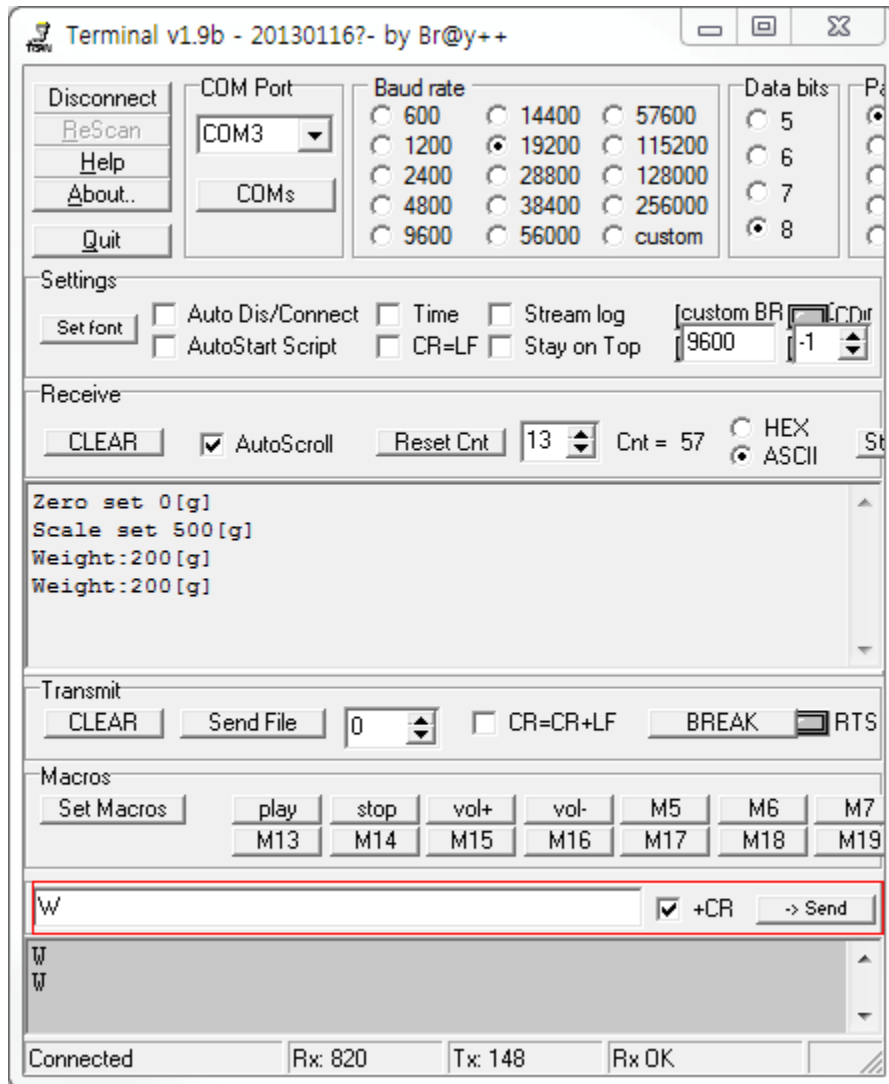 Terminal v1.9b - 20130116?- by Br@y++
Disconnect
ReScan
Help
About..
Quit
COM Port
COM3
COMs
Baud rate
600 14400 57600
1200 19200 115200
2400 28800 128000
4800 38400 256000
9600 56000 custom
Data bits
5
6
7
8
Pa
Settings
Set font
Auto Dis/Connect Time Stream log
AutoStart Script CR=LF Stay on Top
custom BR
9600
-1
Receive
CLEAR AutoScroll Reset Cnt 13 Cnt = 57
HEX
ASCII
St
Zero set 0[g]
Scale set 500[g]
Weight:200[g]
Weight:200[g]
Transmit
CLEAR Send File 0 CR=CR+LF BREAK RTS
Macros
Set Macros play stop vol+ vol- M5 M6 M7
M13 M14 M15 M16 M17 M18 M19
W +CR -> Send
W
W
Connected Rx: 820 Tx: 148 Rx OK